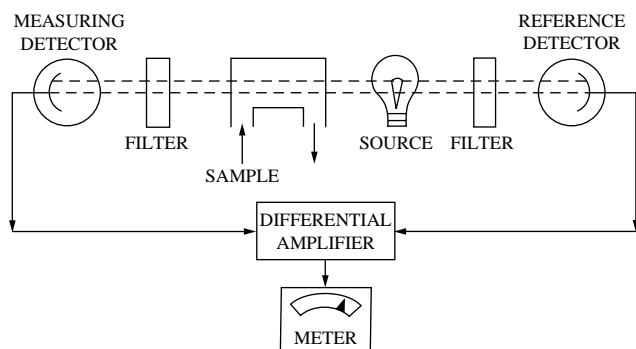 MEASURING
DETECTOR
REFERENCE
DETECTOR
FILTER
SOURCE
FILTER
SAMPLE
DIFFERENTIAL
AMPLIFIER
METER